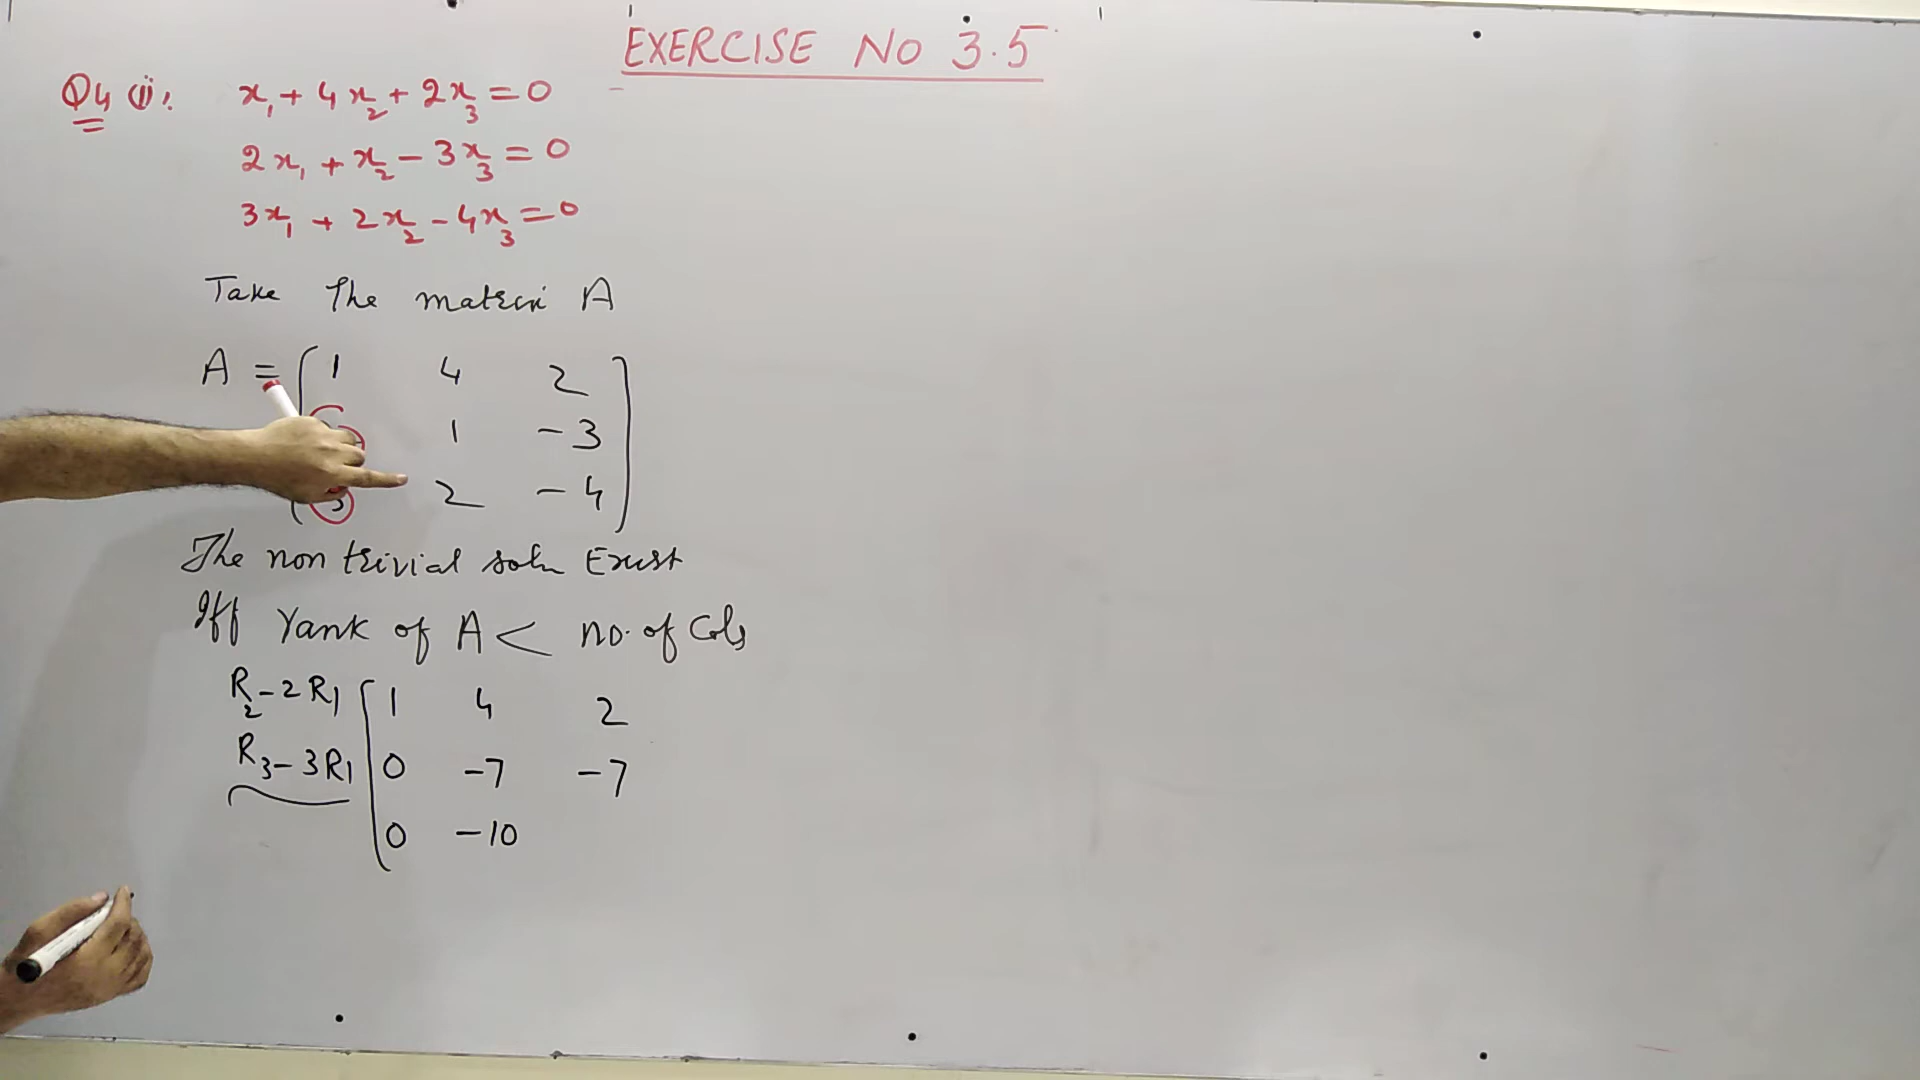 EXERCISE NO 3.5
Q4 (ii): x₁ + 4x₂ + 2x₃ = 0
2x₁ + x₂ - 3x₃ = 0
3x₁ + 2x₂ - 4x₃ = 0
Take The matrix A
A = 1 4 2
1 -3
3 2 -4
The non trivial soln Exist
Iff rank of A < no. of Cols
R₂ - 2R₁ 1 4 2
R₃ - 3R₁ 0 -7 -7
0 -10